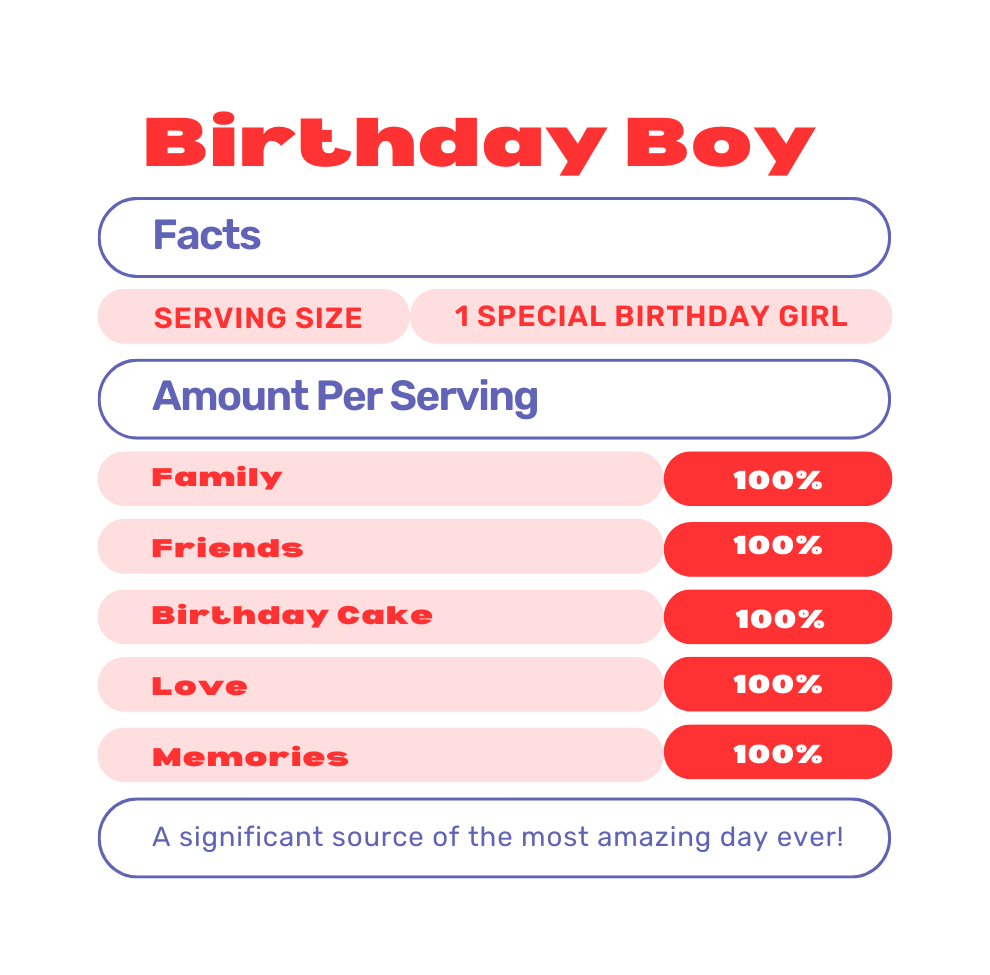 Birthday Boy
Facts
SERVING SIZE 1 SPECIAL BIRTHDAY GIRL
Amount Per Serving
Family 100%
Friends 100%
Birthday Cake 100%
Love 100%
Memories 100%
A significant source of the most amazing day ever!